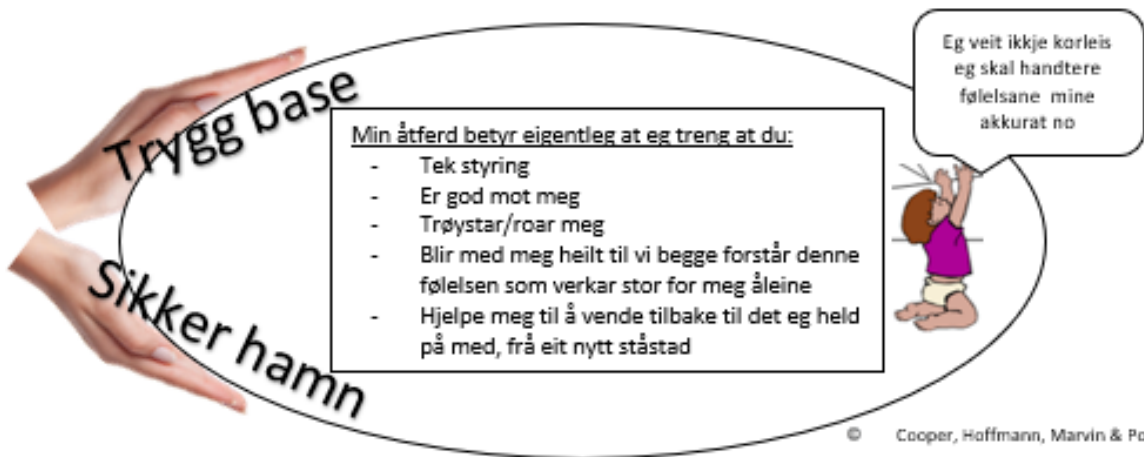 Trygg base
Sikker hamn
Min åtferd betyr eigentleg at eg treng at du:
- Tek styring
- Er god mot meg
- Trøystar/roar meg
- Blir med meg heilt til vi begge forstår denne
følelsen som verkar stor for meg åleine
- Hjelpe meg til å vende tilbake til det eg held
på med, frå eit nytt ståstad
Eg veit ikkje korleis
eg skal handtere
følelsane mine
akkurat no
© Cooper, Hoffmann, Marvin &